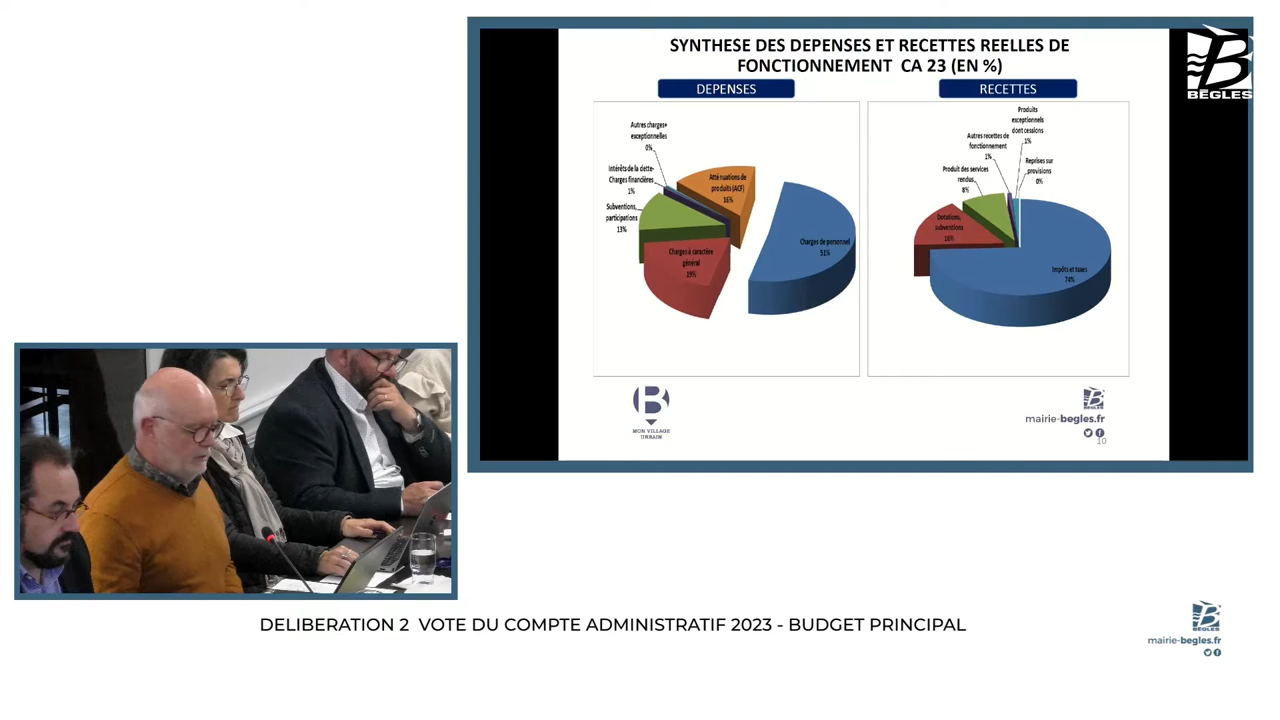 SYNTHESE DES DEPENSES ET RECETTES REELLES DE
FONCTIONNEMENT CA 23 (EN %)
BEGLES
DEPENSES
Autres charges+
exceptionnelles
0%
Intérêts de la dette-
Charges financières
1%
Subventions,
participations
13%
Atténuations de
produits (ACF)
16%
Charges de personnel
51%
Charges à caractère
général
19%
RECETTES
Produits
exceptionnels
dont cessions
1%
Autres recettes de
fonctionnement
1%
Reprises sur
provisions
0%
Produit des services
rendus
8%
Dotations,
subventions
16%
Impôts et taxes
74%
B
MON VILLAGE
URBAIN
BEGLES
mairie-begles.fr
10
DELIBERATION 2 VOTE DU COMPTE ADMINISTRATIF 2023 - BUDGET PRINCIPAL
BEGLES
mairie-begles.fr